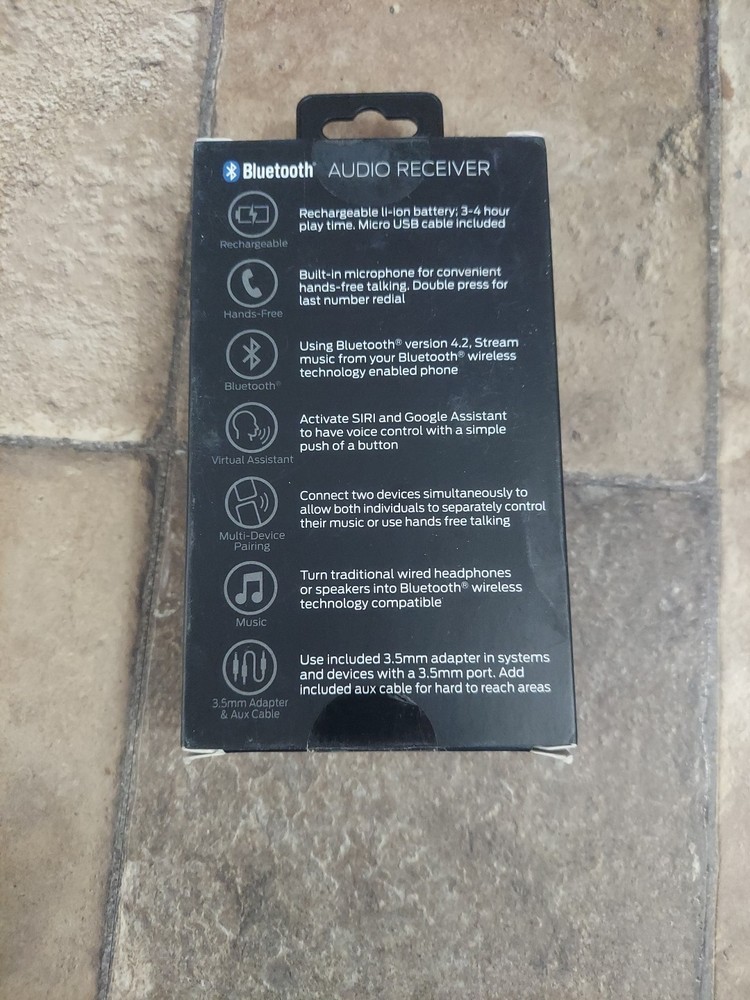 Bluetooth® AUDIO RECEIVER
Rechargeable
Rechargeable li-ion battery; 3-4 hour
play time. Micro USB cable included
Hands-Free
Built-in microphone for convenient
hands-free talking. Double press for
last number redial
Bluetooth®
Using Bluetooth® version 4.2, Stream
music from your Bluetooth® wireless
technology enabled phone
Virtual Assistant
Activate SIRI and Google Assistant
to have voice control with a simple
push of a button
Multi-Device
Pairing
Connect two devices simultaneously to
allow both individuals to separately control
their music or use hands free talking
Music
Turn traditional wired headphones
or speakers into Bluetooth® wireless
technology compatible
3.5mm Adapter
& Aux Cable
Use included 3.5mm adapter in systems
and devices with a 3.5mm port. Add
included aux cable for hard to reach areas